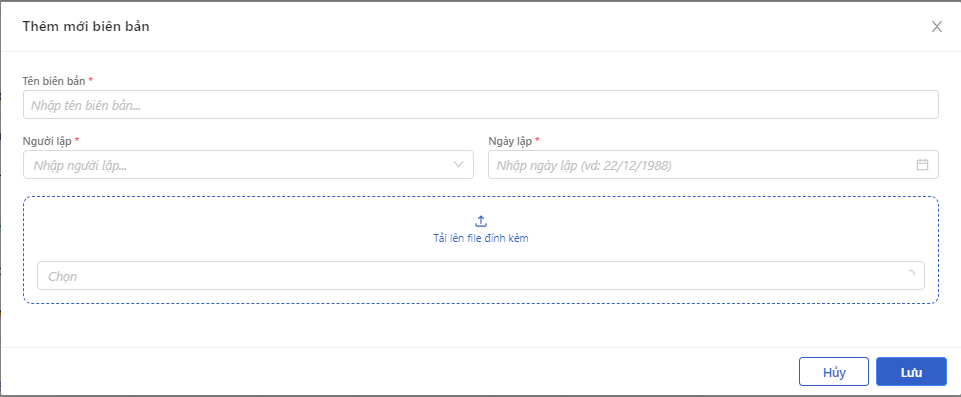 Thêm mới biên bản
Tên biên bản *
Nhập tên biên bản...
Người lập * Ngày lập *
Nhập người lập... Nhập ngày lập (vd: 22/12/1988)
Tải lên file đính kèm
Chọn
Hủy Lưu